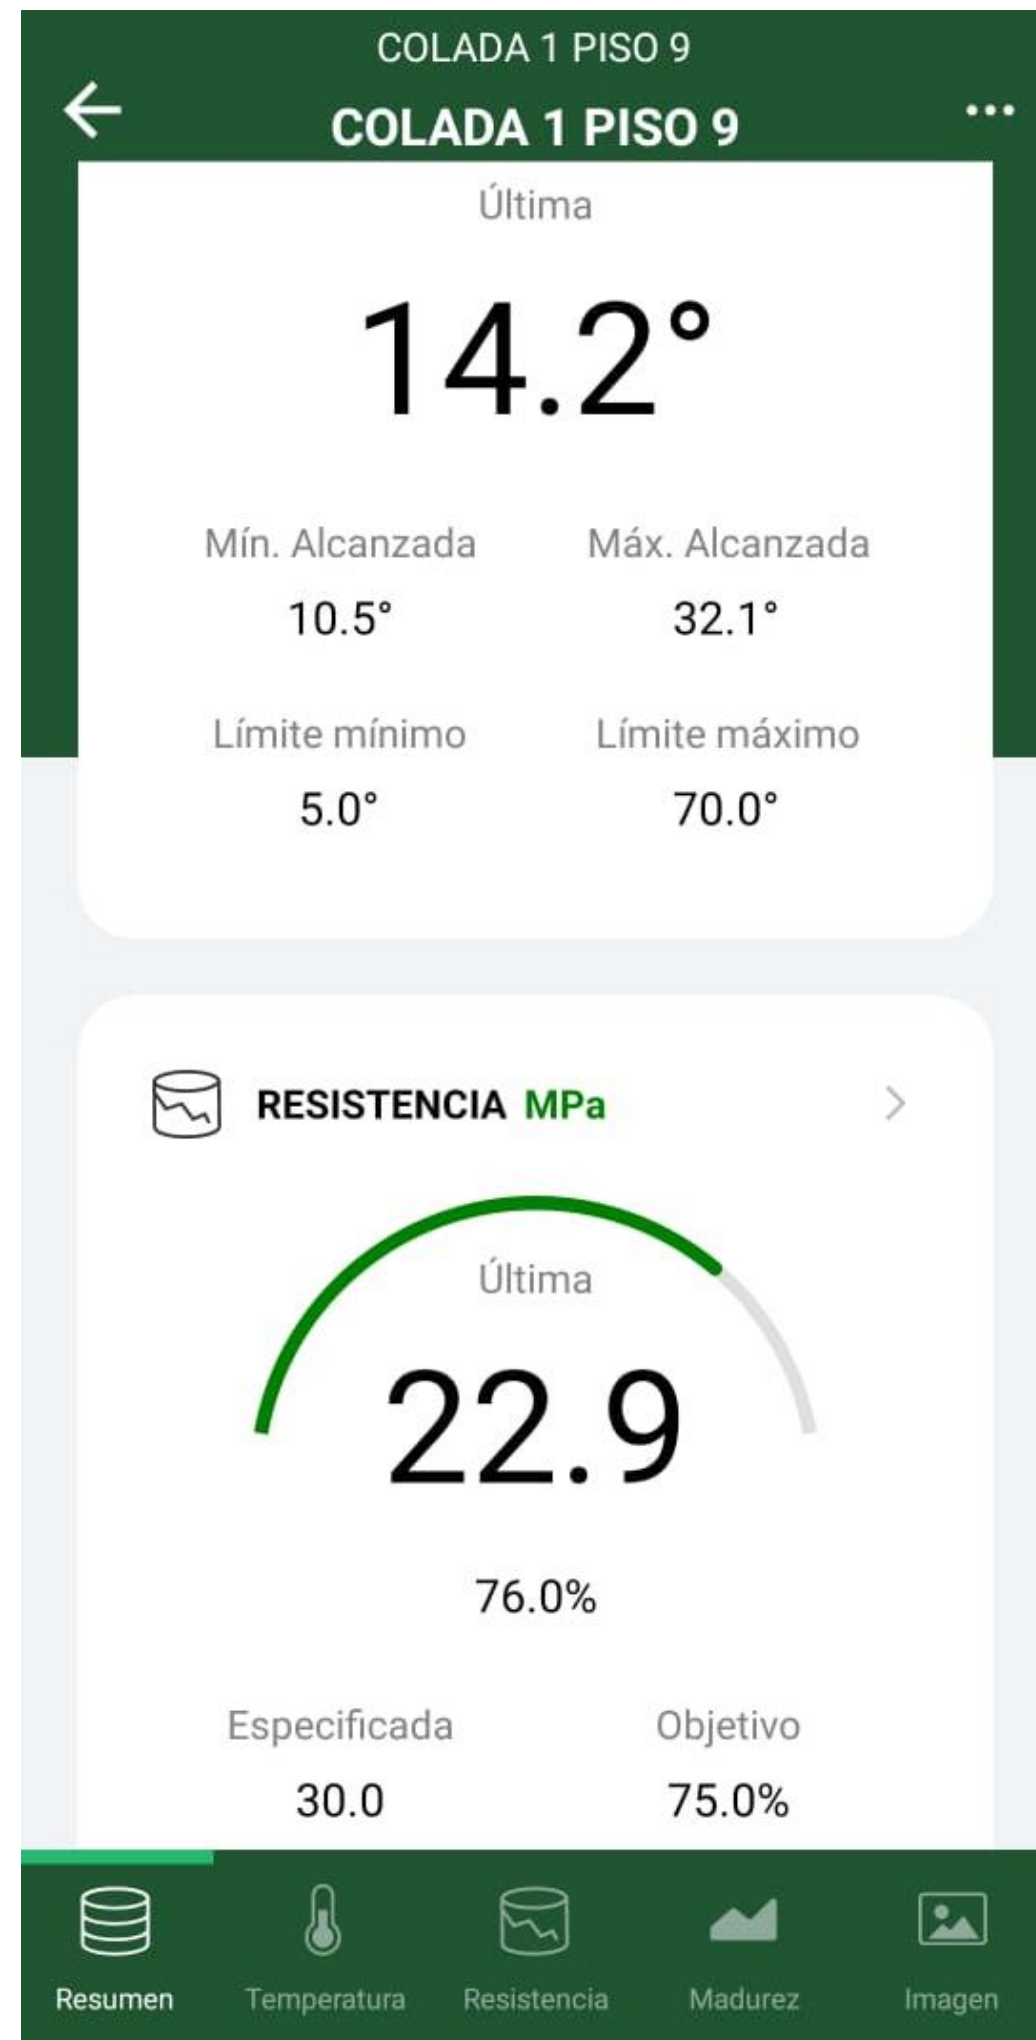 COLADA 1 PISO 9
COLADA 1 PISO 9
Última
14.2°
Mín. Alcanzada Máx. Alcanzada
10.5° 32.1°
Límite mínimo Límite máximo
5.0° 70.0°
RESISTENCIA MPa
Última
22.9
76.0%
Especificada Objetivo
30.0 75.0%
Resumen Temperatura Resistencia Madurez Imagen